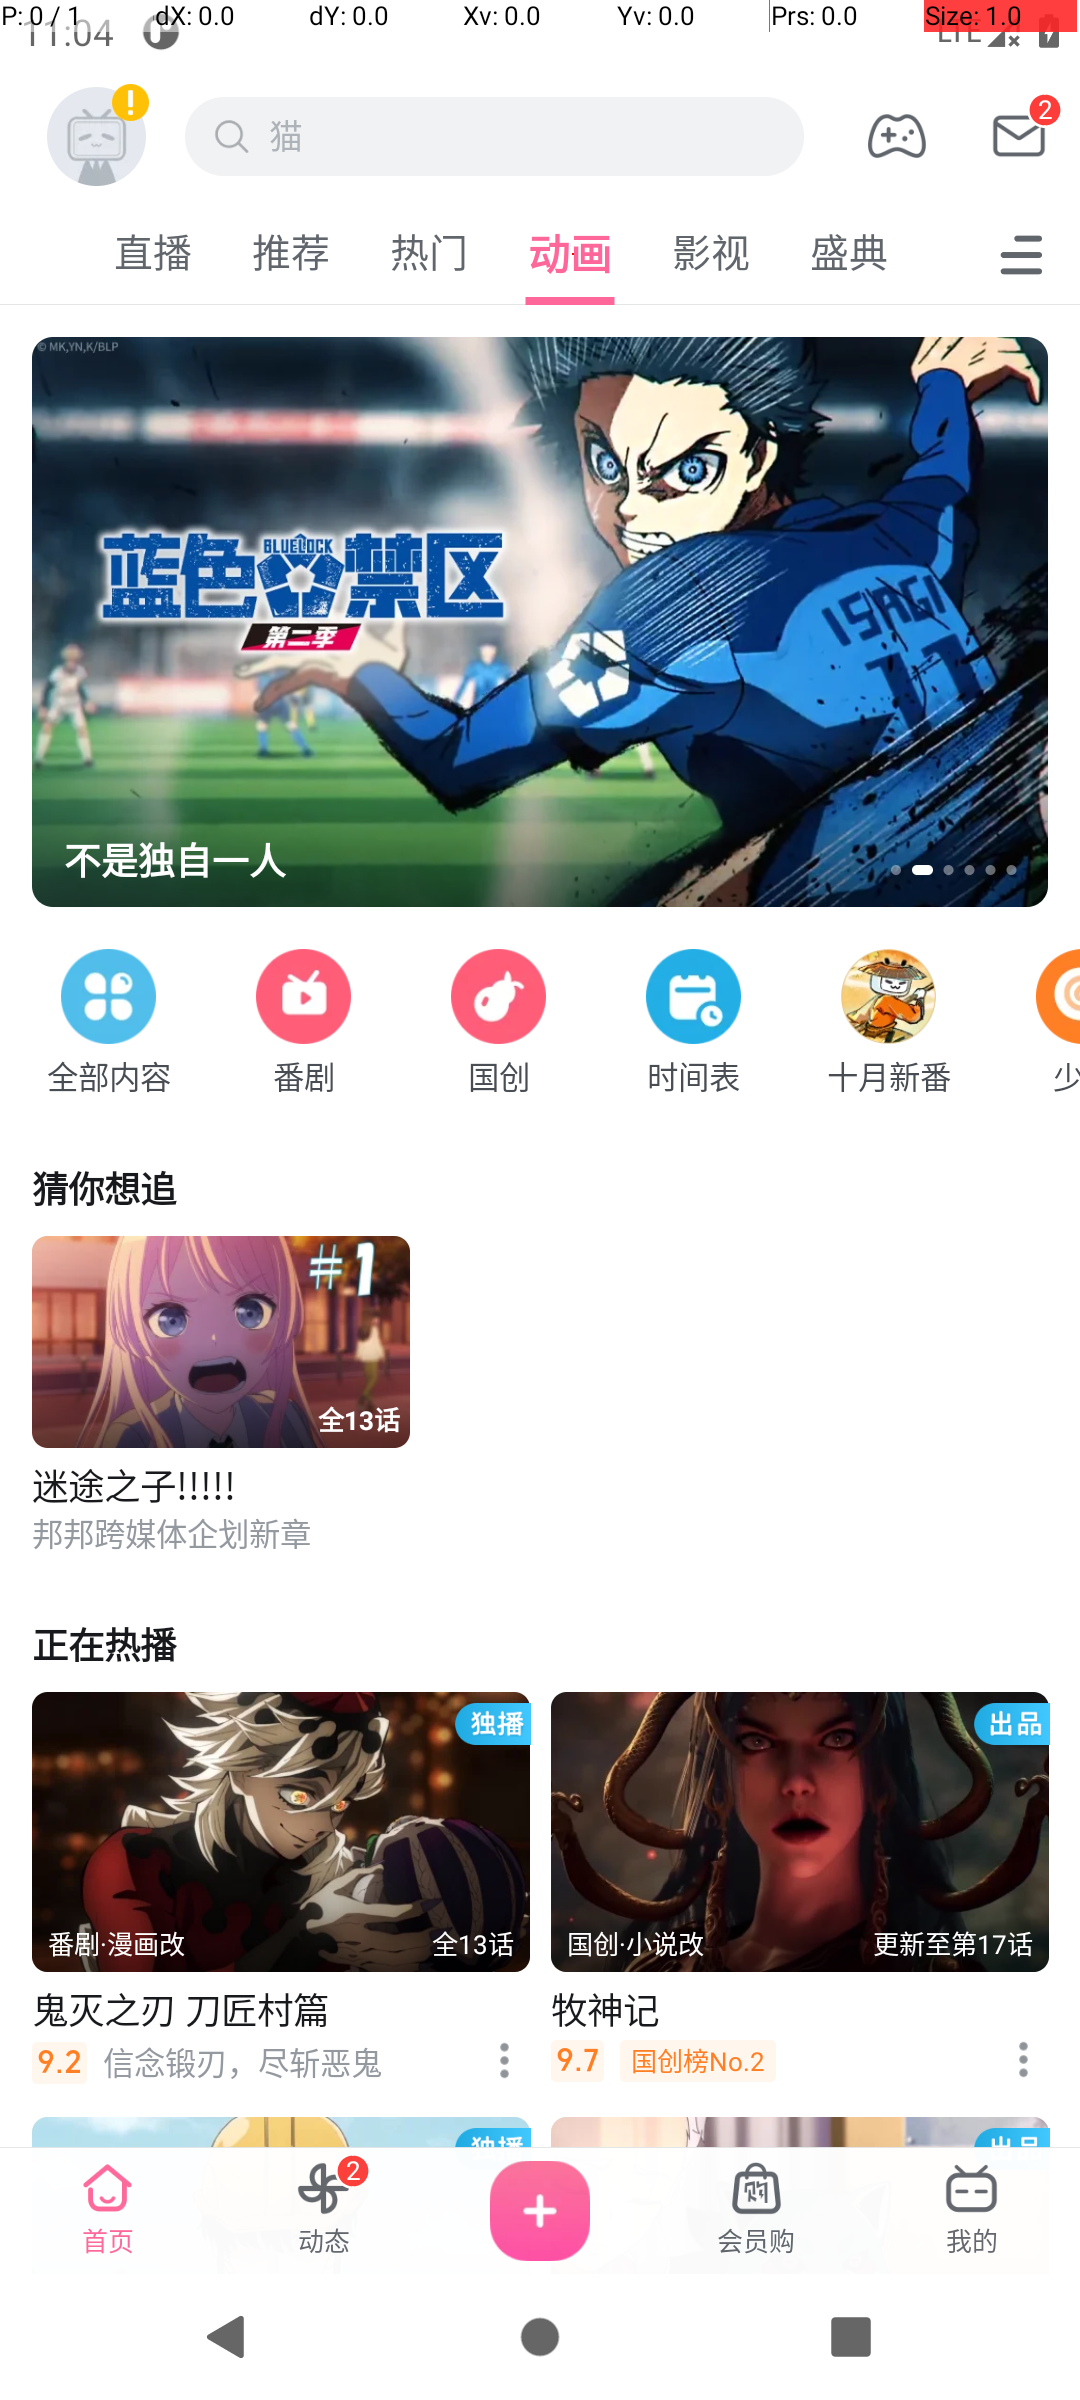 P: 0 / 1 dX: 0.0 dY: 0.0 Xv: 0.0 Yv: 0.0 Prs: 0.0 Size: 1.0
11:04 LTE
猫
2
直播 推荐 热门 动画 影视 盛典
© MK,YN,K/BLP
ISAGI
11
蓝色禁区
BLUELOCK
第二季
不是独自一人
全部内容 番剧 国创 时间表 十月新番 少
猜你想追
#1
全13话
迷途之子!!!!!
邦邦跨媒体企划新章
正在热播
独播 出品
番剧·漫画改 全13话 国创·小说改 更新至第17话
鬼灭之刃 刀匠村篇 牧神记
9.2 信念锻刃，尽斩恶鬼 9.7 国创榜No.2
独播 出品
2
购
首页 动态 会员购 我的